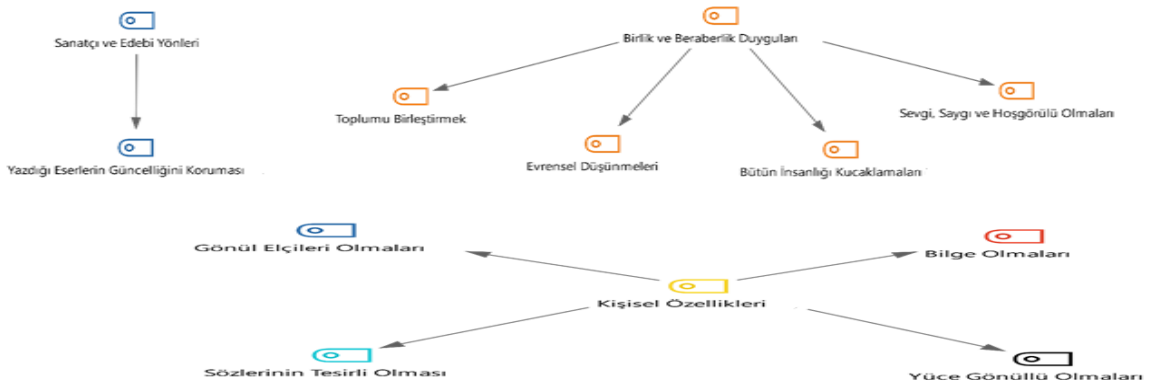 Sanatçı ve Edebi Yönleri
Birlik ve Beraberlik Duyguları
Toplumu Birleştirmek
Sevgi, Saygı ve Hoşgörülü Olmaları
Yazdığı Eserlerin Güncelliğini Koruması
Evrensel Düşünmeleri
Bütün İnsanlığı Kucaklamaları
Gönül Elçileri Olmaları
Bilge Olmaları
Kişisel Özellikleri
Sözlerinin Tesirli Olması
Yüce Gönüllü Olmaları